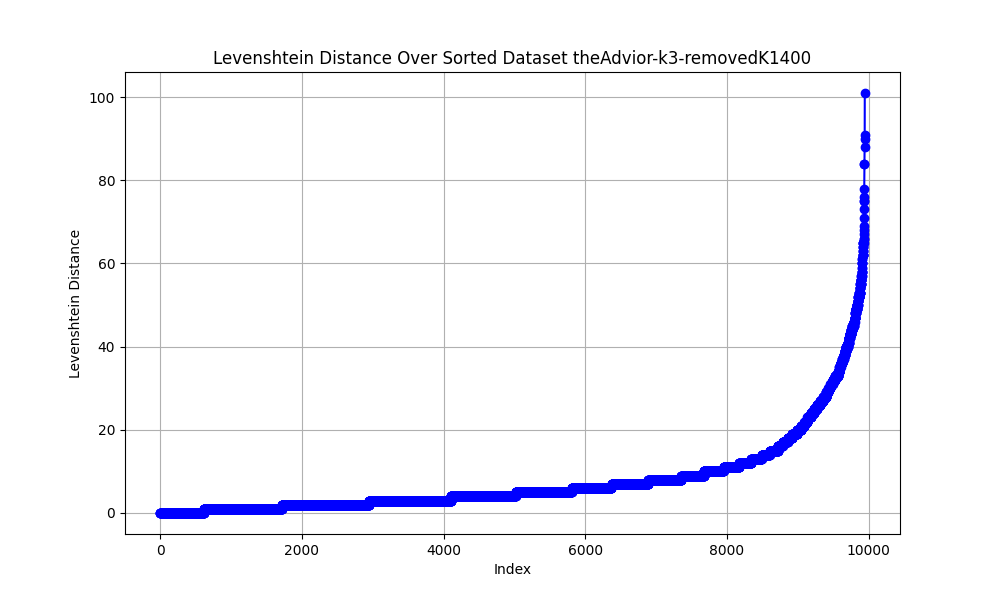 Levenshtein Distance Over Sorted Dataset theAdvior-k3-removedK1400
100
80
60
40
20
0
Levenshtein Distance
0 2000 4000 6000 8000 10000
Index